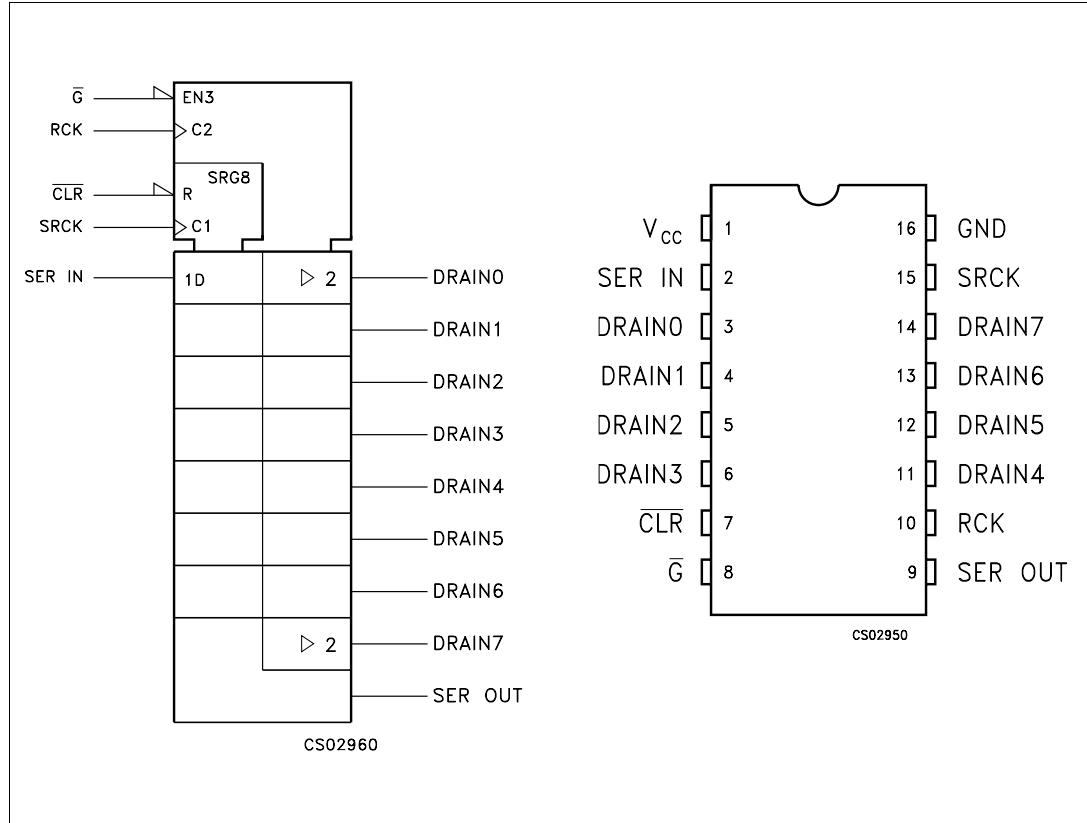 G̅ EN3
RCK C2
SRG8
C̅L̅R̅ R
SRCK C1
SER IN 1D 2 DRAIN0
DRAIN1
DRAIN2
DRAIN3
DRAIN4
DRAIN5
DRAIN6
2 DRAIN7
SER OUT
CS02960
VCC 1 16 GND
SER IN 2 15 SRCK
DRAIN0 3 14 DRAIN7
DRAIN1 4 13 DRAIN6
DRAIN2 5 12 DRAIN5
DRAIN3 6 11 DRAIN4
C̅L̅R̅ 7 10 RCK
G̅ 8 9 SER OUT
CS02950